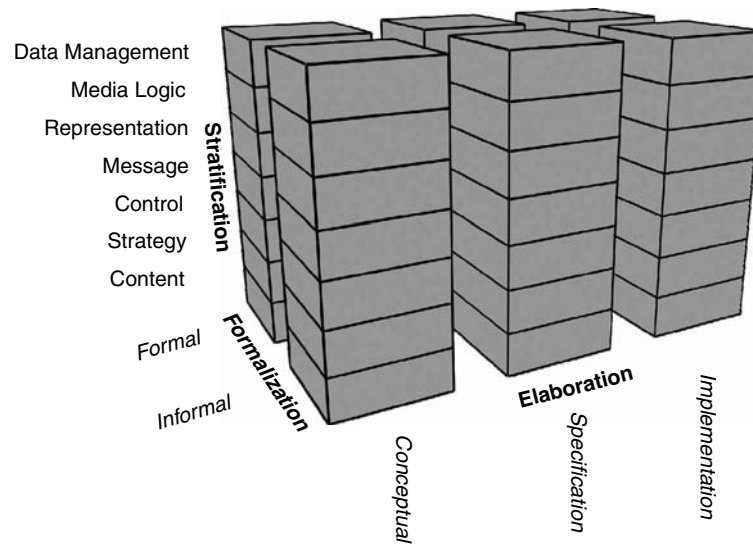 Data Management
Media Logic
Representation
Message
Control
Strategy
Content
Stratification
Formal
Informal
Formalization
Elaboration
Conceptual
Specification
Implementation